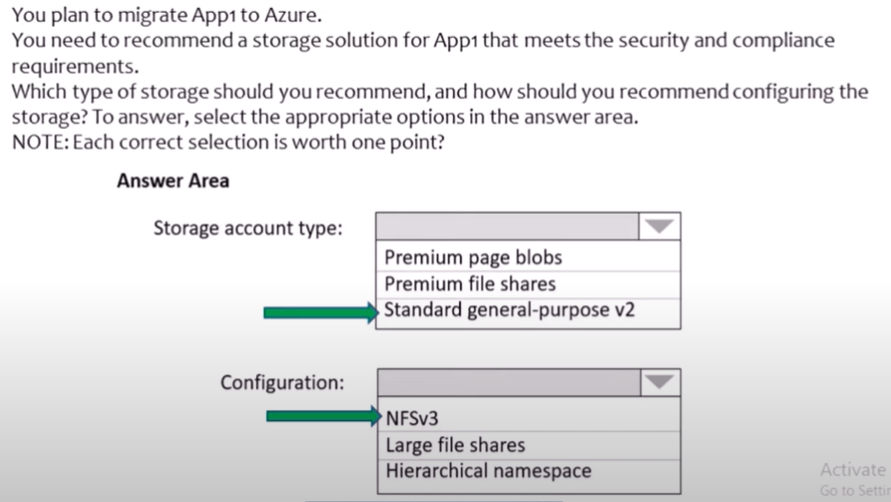 You plan to migrate App1 to Azure.
You need to recommend a storage solution for App1 that meets the security and compliance
requirements.
Which type of storage should you recommend, and how should you recommend configuring the
storage? To answer, select the appropriate options in the answer area.
NOTE: Each correct selection is worth one point?
Answer Area
Storage account type:
Premium page blobs
Premium file shares
Standard general-purpose v2
Configuration:
NFSv3
Large file shares
Hierarchical namespace
Activate
Go to Settin